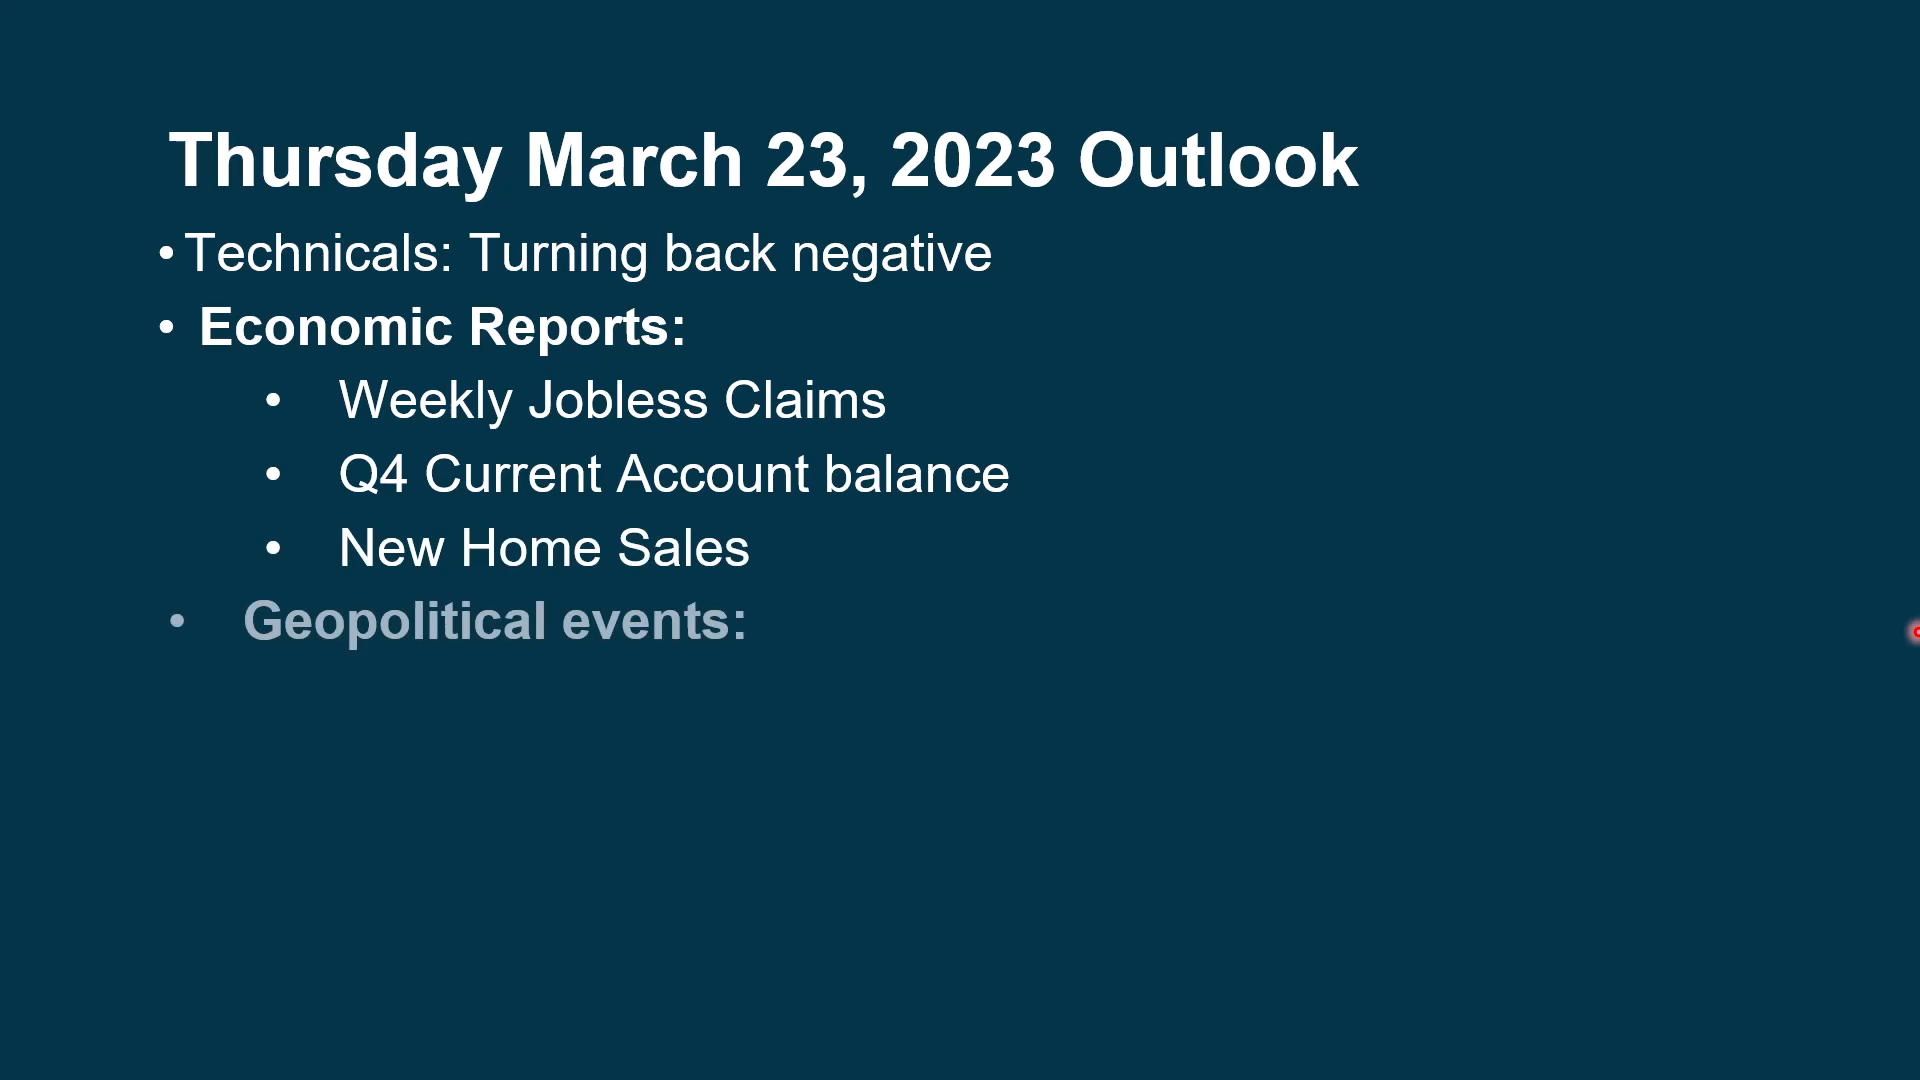 Thursday March 23, 2023 Outlook
• Technicals: Turning back negative
• Economic Reports:
• Weekly Jobless Claims
• Q4 Current Account balance
• New Home Sales
• Geopolitical events: